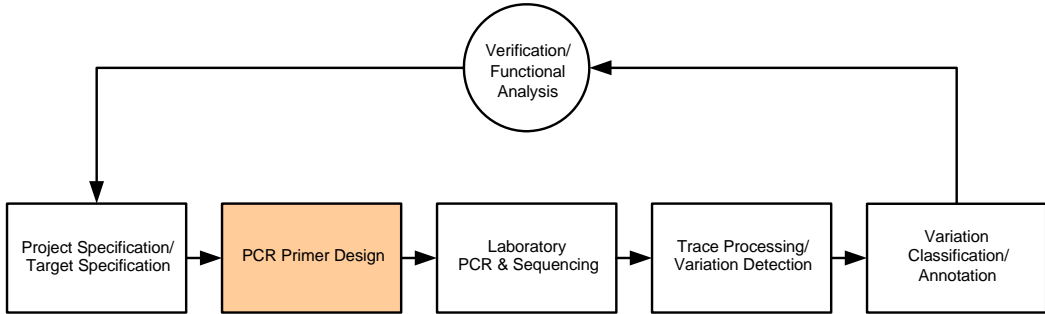 Verification/
Functional
Analysis
Project Specification/
Target Specification
PCR Primer Design
Laboratory
PCR & Sequencing
Trace Processing/
Variation Detection
Variation
Classification/
Annotation